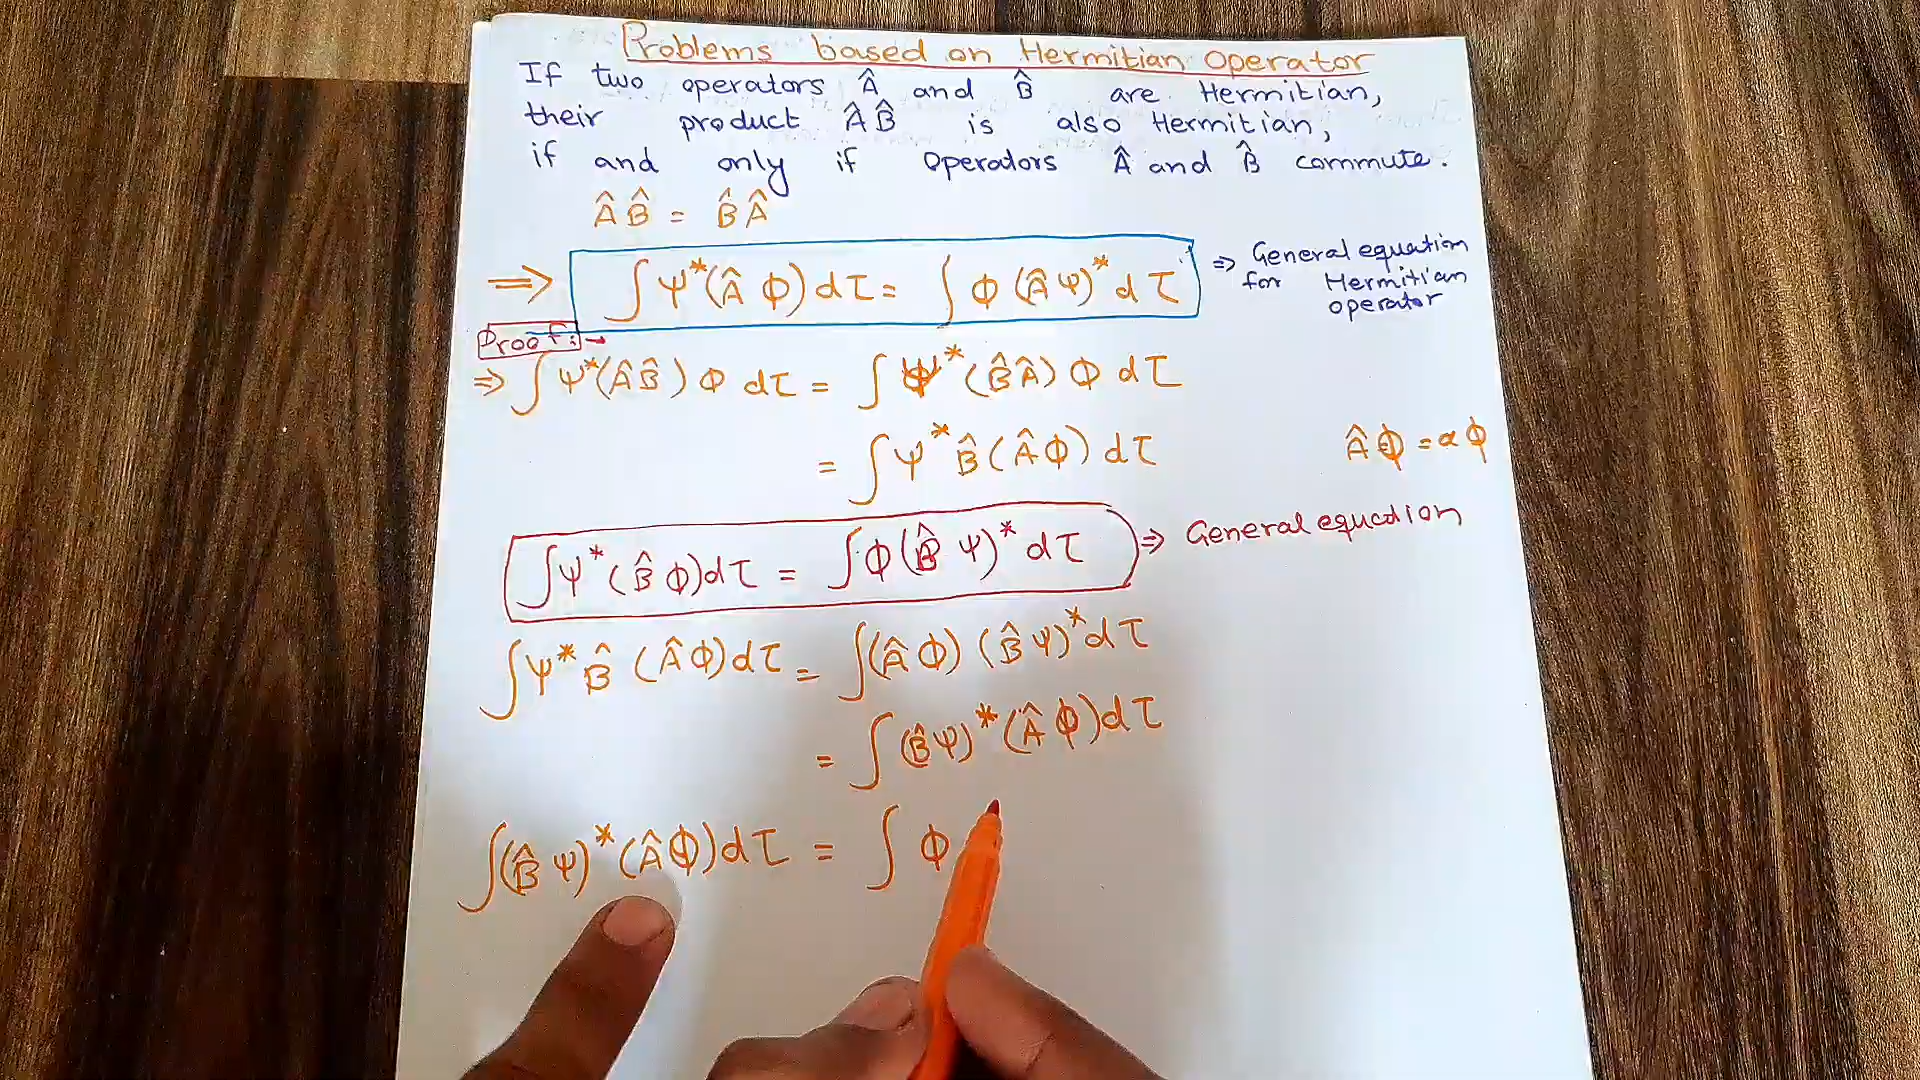 Problems based on Hermitian Operator
If two operators Â and B̂ are Hermitian,
their product ÂB̂ is also Hermitian,
if and only if Operators Â and B̂ commute.
ÂB̂ = B̂Â
⇒ ∫ψ*(Âϕ)dτ = ∫ϕ(Âψ)*dτ ⇒ General equation
for Hermitian
operator
Proof:→
⇒ ∫ψ*(ÂB̂)ϕ dτ = ∫ψ*(B̂Â)ϕ dτ
= ∫ψ*B̂(Âϕ)dτ Âϕ = αϕ
∫ψ*(B̂ϕ)dτ = ∫ϕ(B̂ψ)*dτ ⇒ General equation
∫ψ*B̂(Âϕ)dτ = ∫(Âϕ)(B̂ψ)*dτ
= ∫(B̂ψ)*(Âϕ)dτ
∫(B̂ψ)*(Âϕ)dτ = ∫ϕ